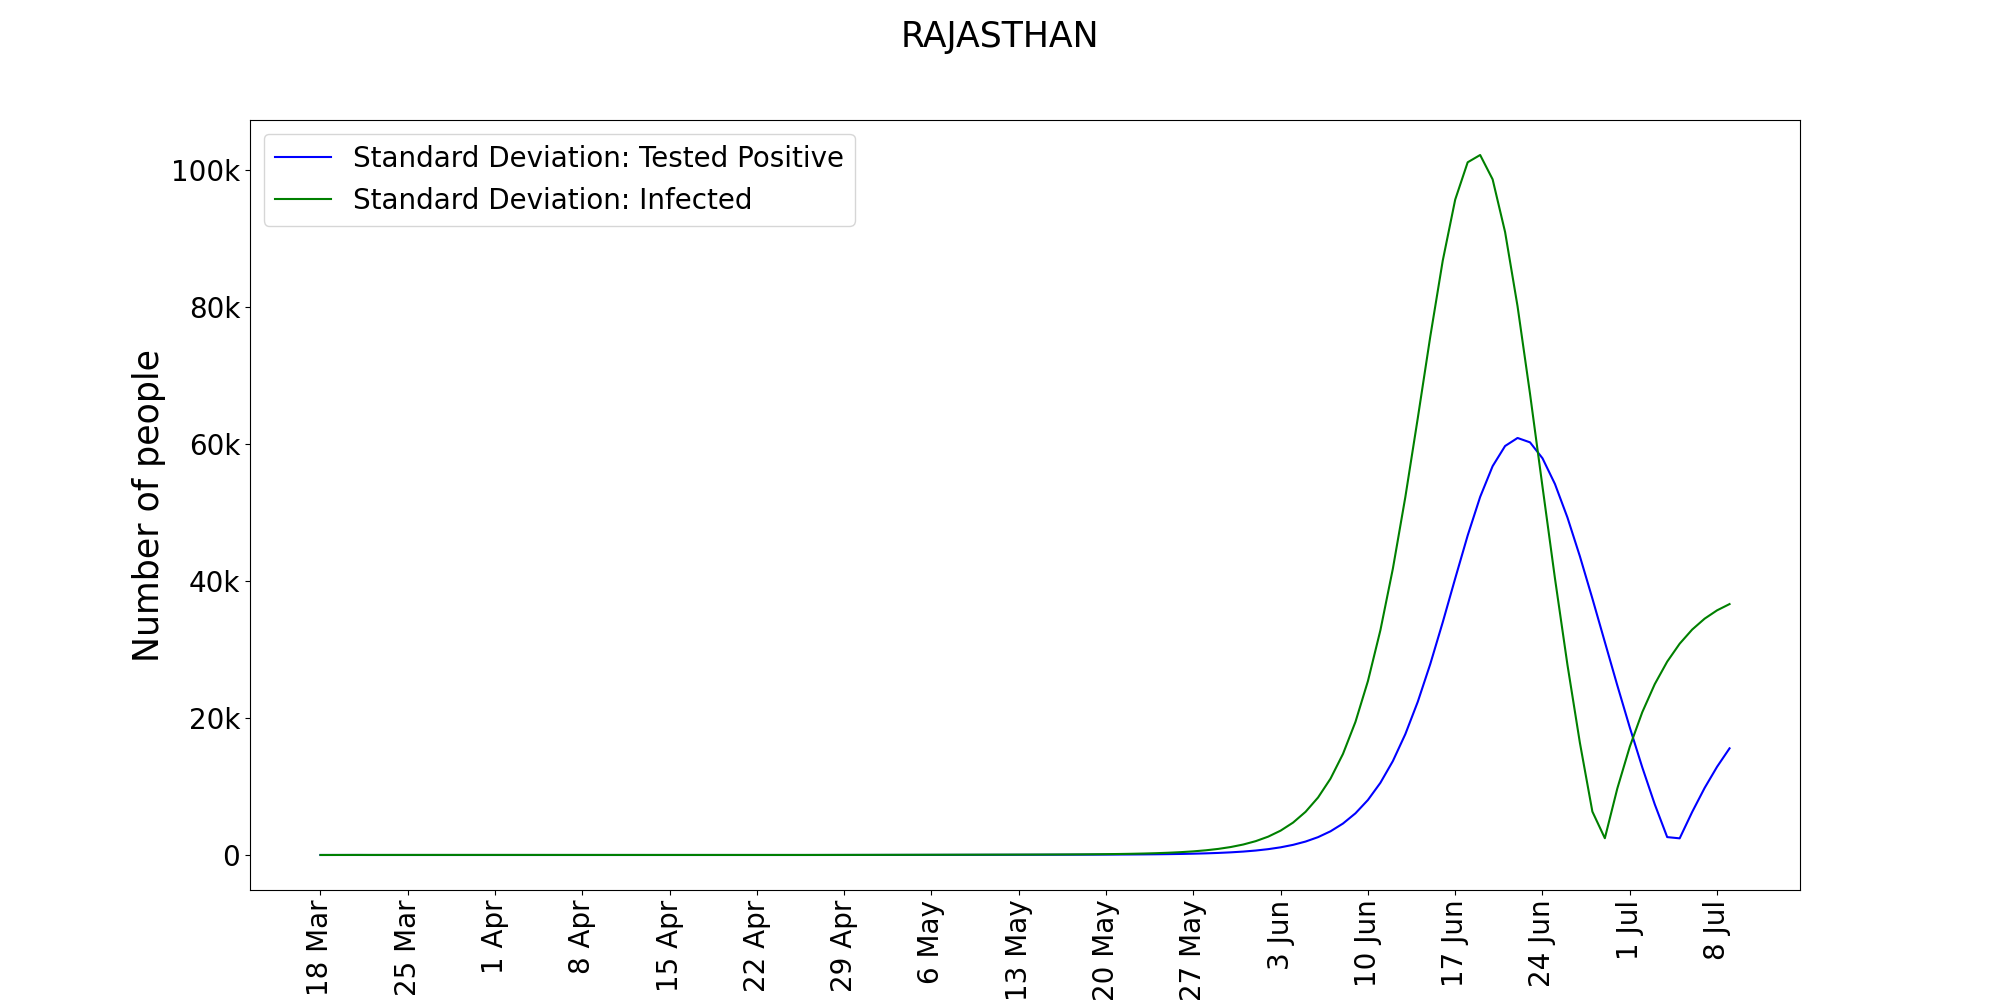 RAJASTHAN
Standard Deviation: Tested Positive
Standard Deviation: Infected
Number of people
100k
80k
60k
40k
20k
0
18 Mar
25 Mar
1 Apr
8 Apr
15 Apr
22 Apr
29 Apr
6 May
13 May
20 May
27 May
3 Jun
10 Jun
17 Jun
24 Jun
1 Jul
8 Jul